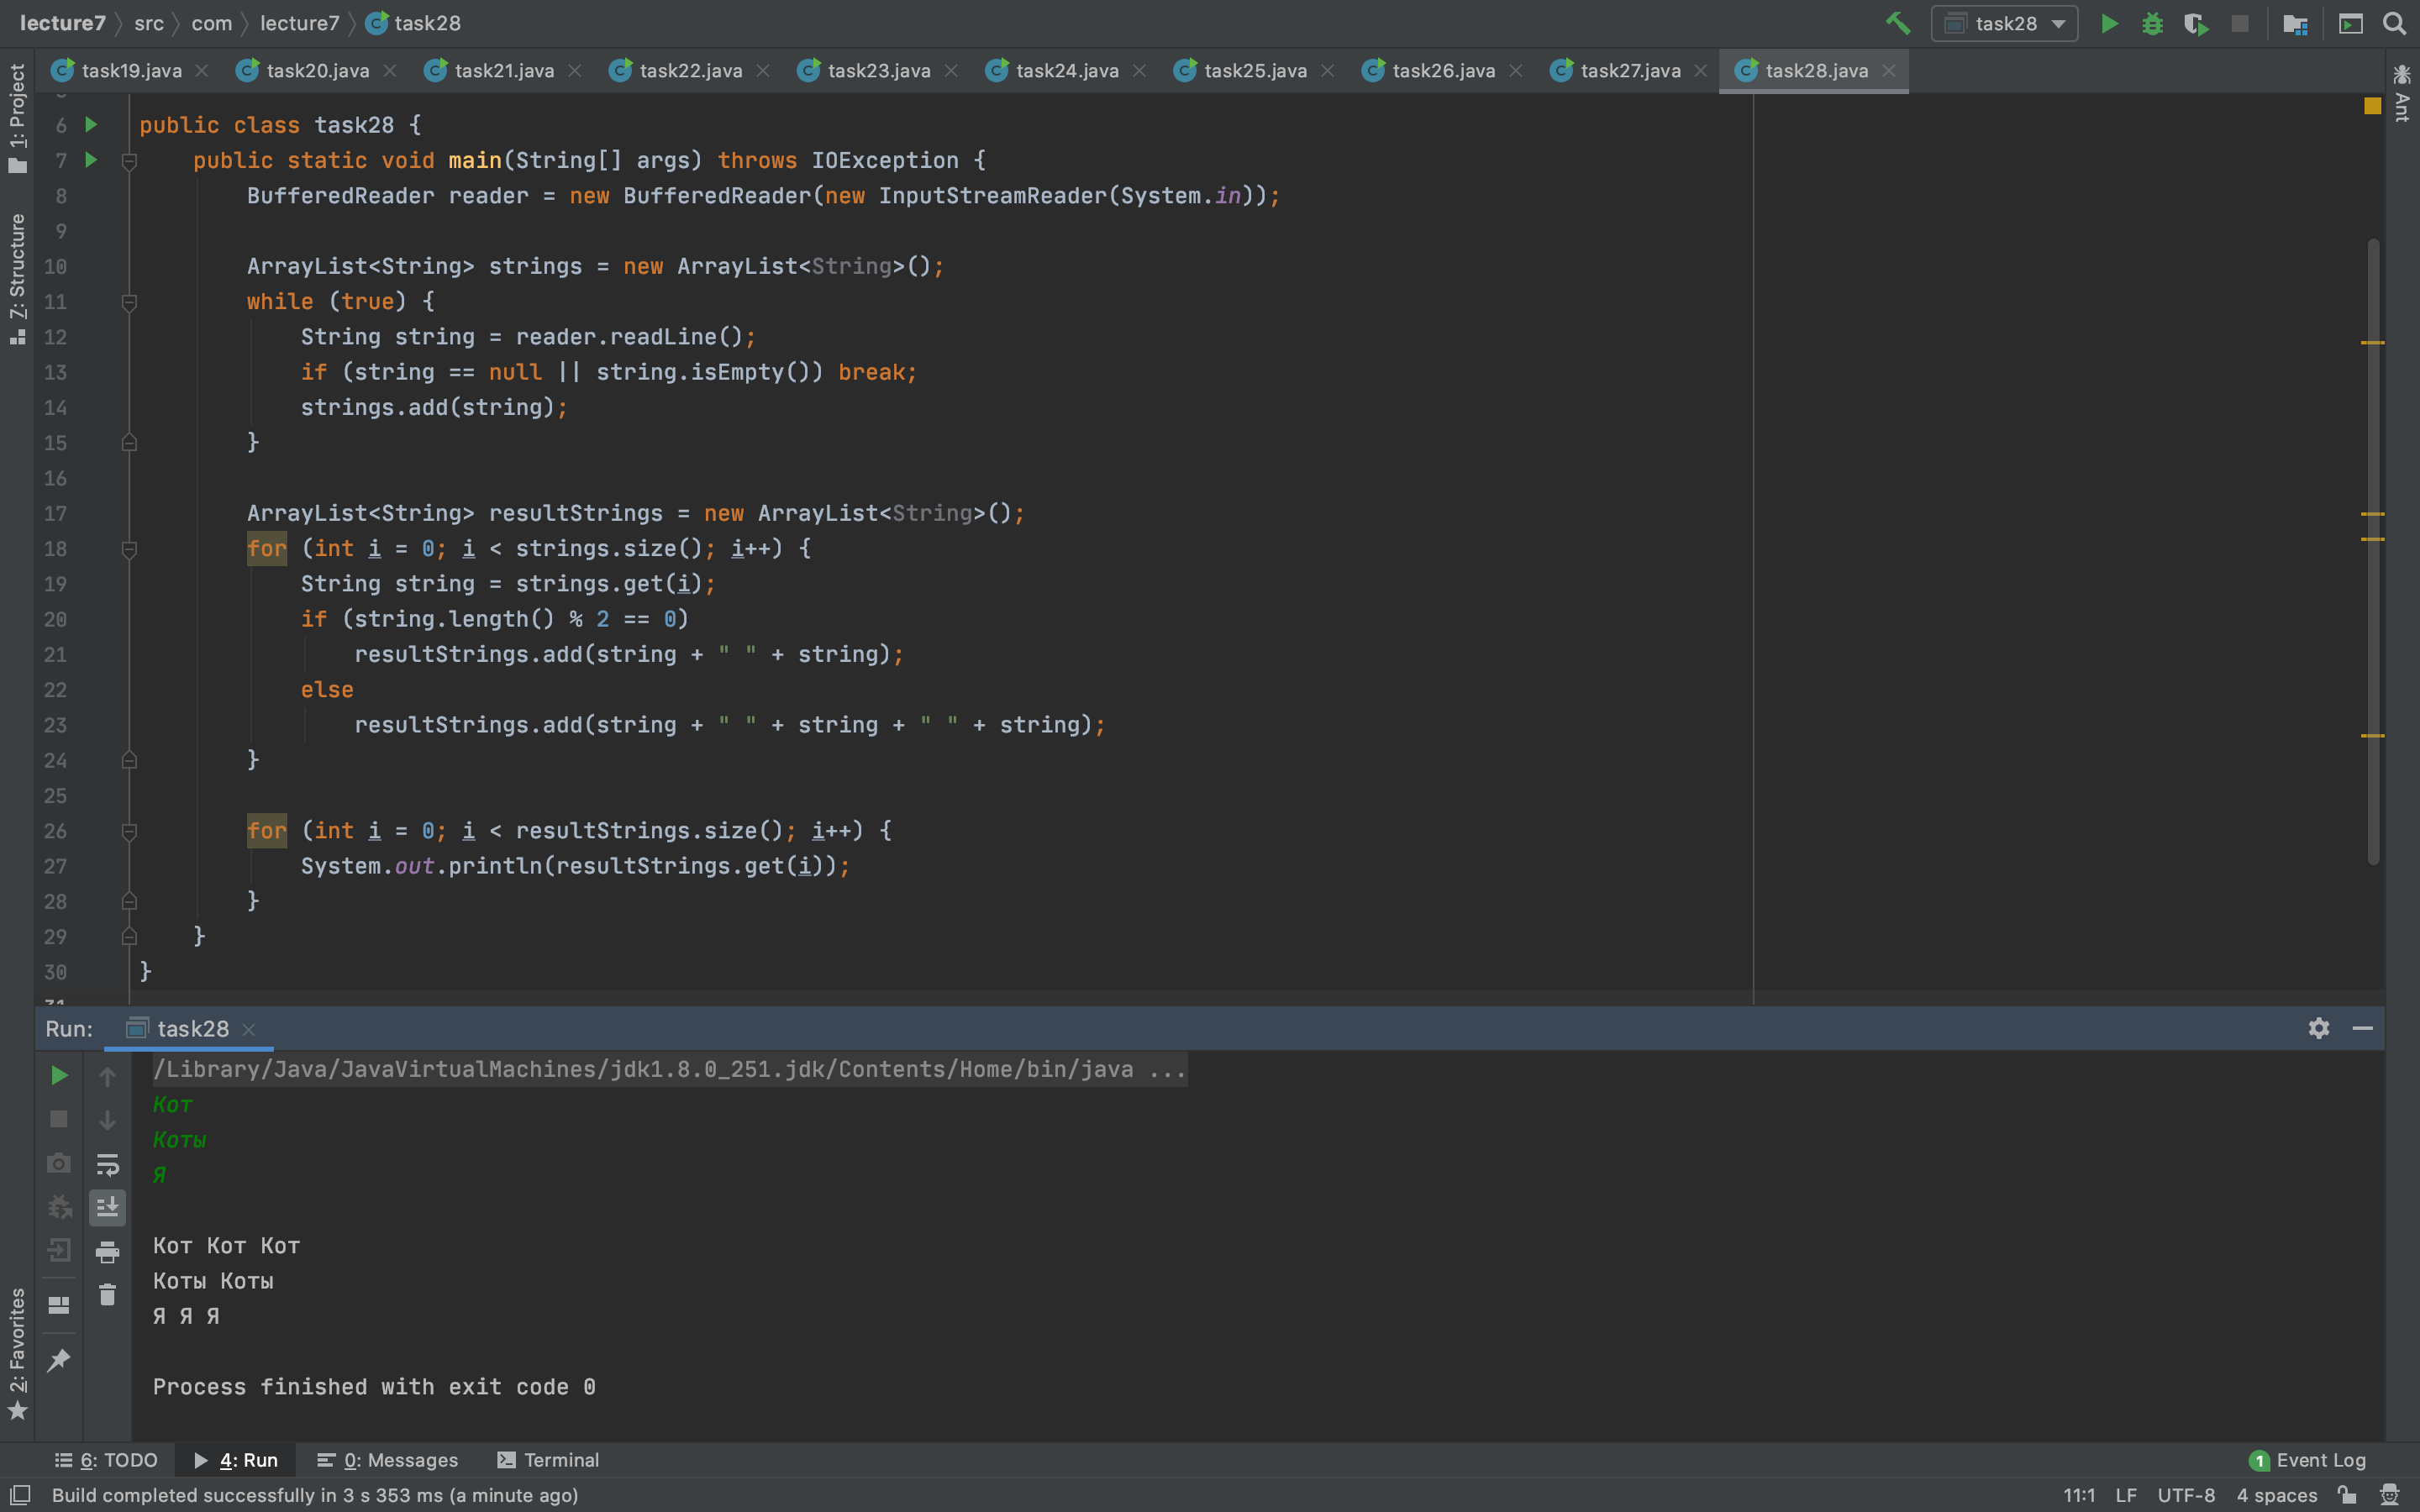 lecture7 src com lecture7 task28 task28
task19.java task20.java task21.java task22.java task23.java task24.java task25.java task26.java task27.java task28.java
1: Project
7: Structure
2: Favorites
Ant
6 public class task28 {
7 public static void main(String[] args) throws IOException {
8 BufferedReader reader = new BufferedReader(new InputStreamReader(System.in));
9
10 ArrayList<String> strings = new ArrayList<String>();
11 while (true) {
12 String string = reader.readLine();
13 if (string == null || string.isEmpty()) break;
14 strings.add(string);
15 }
16
17 ArrayList<String> resultStrings = new ArrayList<String>();
18 for (int i = 0; i < strings.size(); i++) {
19 String string = strings.get(i);
20 if (string.length() % 2 == 0)
21 resultStrings.add(string + " " + string);
22 else
23 resultStrings.add(string + " " + string + " " + string);
24 }
25
26 for (int i = 0; i < resultStrings.size(); i++) {
27 System.out.println(resultStrings.get(i));
28 }
29 }
30 }
Run: task28
/Library/Java/JavaVirtualMachines/jdk1.8.0_251.jdk/Contents/Home/bin/java ...
Кот
Коты
Я
Кот Кот Кот
Коты Коты
Я Я Я
Process finished with exit code 0
6: TODO 4: Run 0: Messages Terminal 1 Event Log
Build completed successfully in 3 s 353 ms (a minute ago) 11:1 LF UTF-8 4 spaces